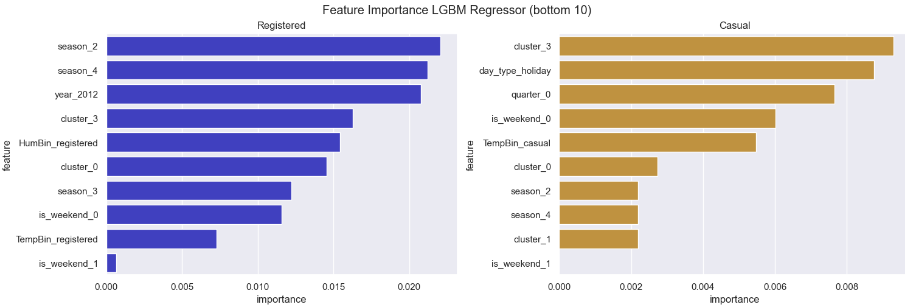 Feature Importance LGBM Regressor (bottom 10)
Registered
feature
season_2
season_4
year_2012
cluster_3
HumBin_registered
cluster_0
season_3
is_weekend_0
TempBin_registered
is_weekend_1
0.000 0.005 0.010 0.015 0.020
importance
Casual
feature
cluster_3
day_type_holiday
quarter_0
is_weekend_0
TempBin_casual
cluster_0
season_2
season_4
cluster_1
is_weekend_1
0.000 0.002 0.004 0.006 0.008
importance